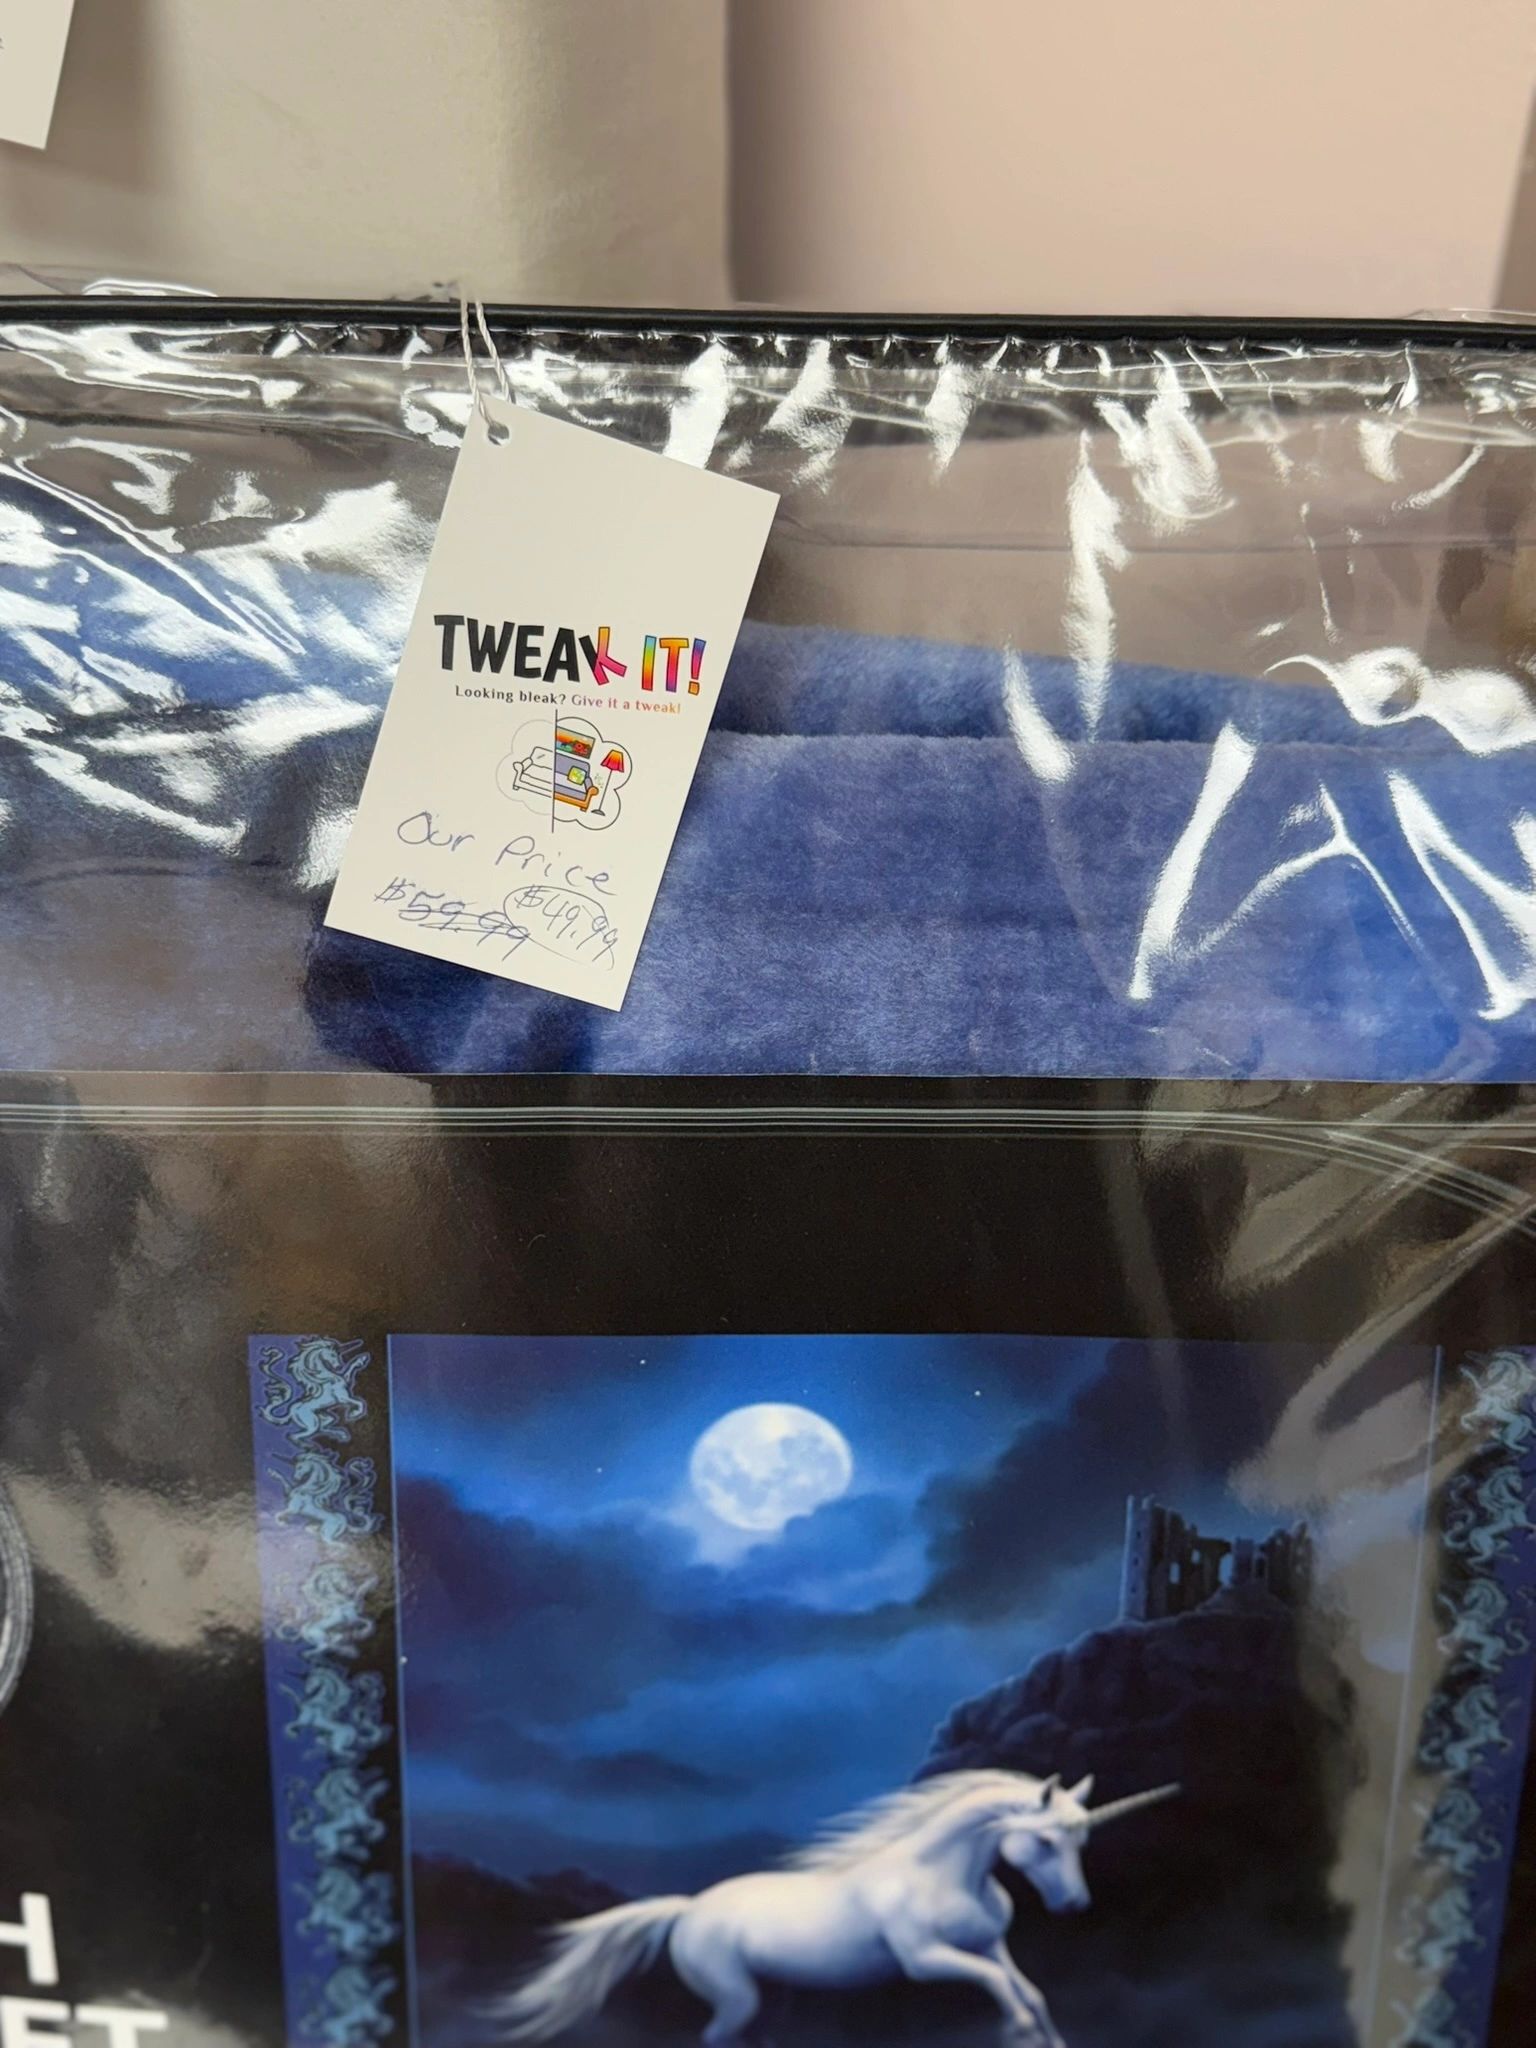 TWEAK IT!
Looking bleak? Give it a tweak!
Our Price
$59.99 $49.99